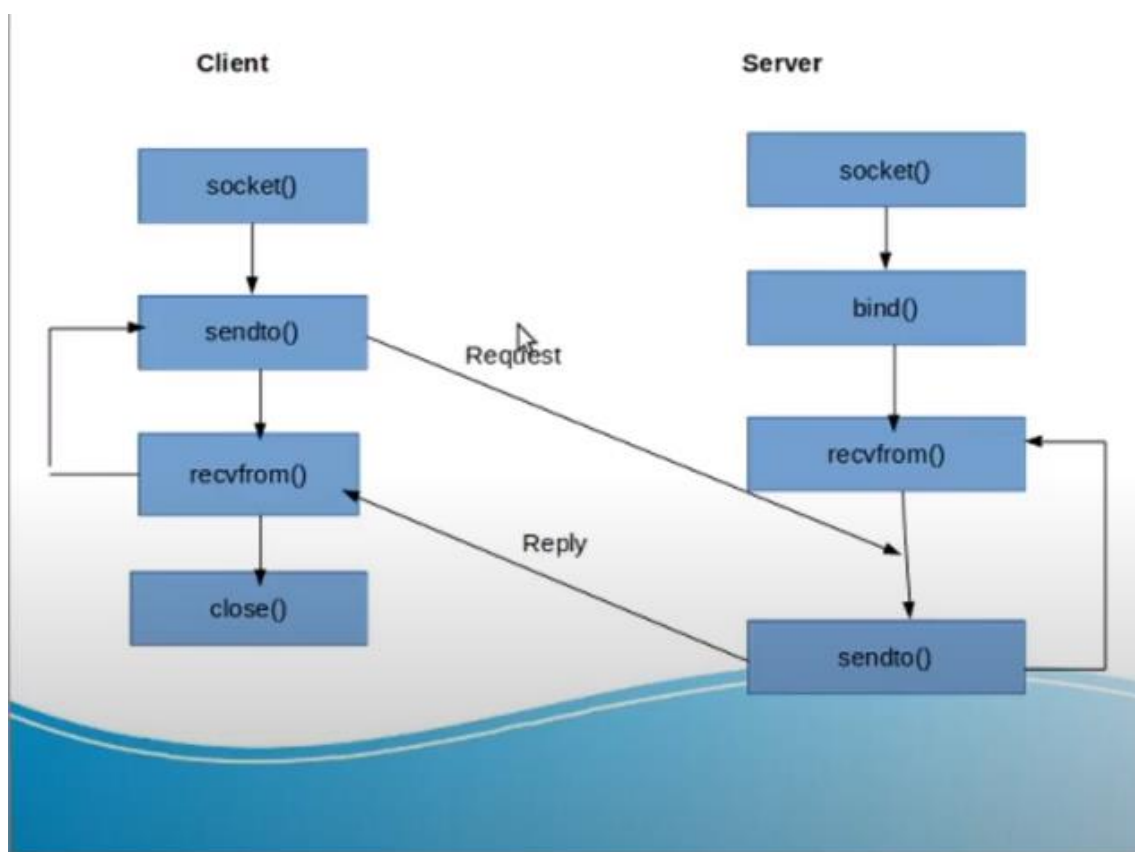 Client
Server
socket()
socket()
sendto()
bind()
Request
recvfrom()
recvfrom()
Reply
close()
sendto()